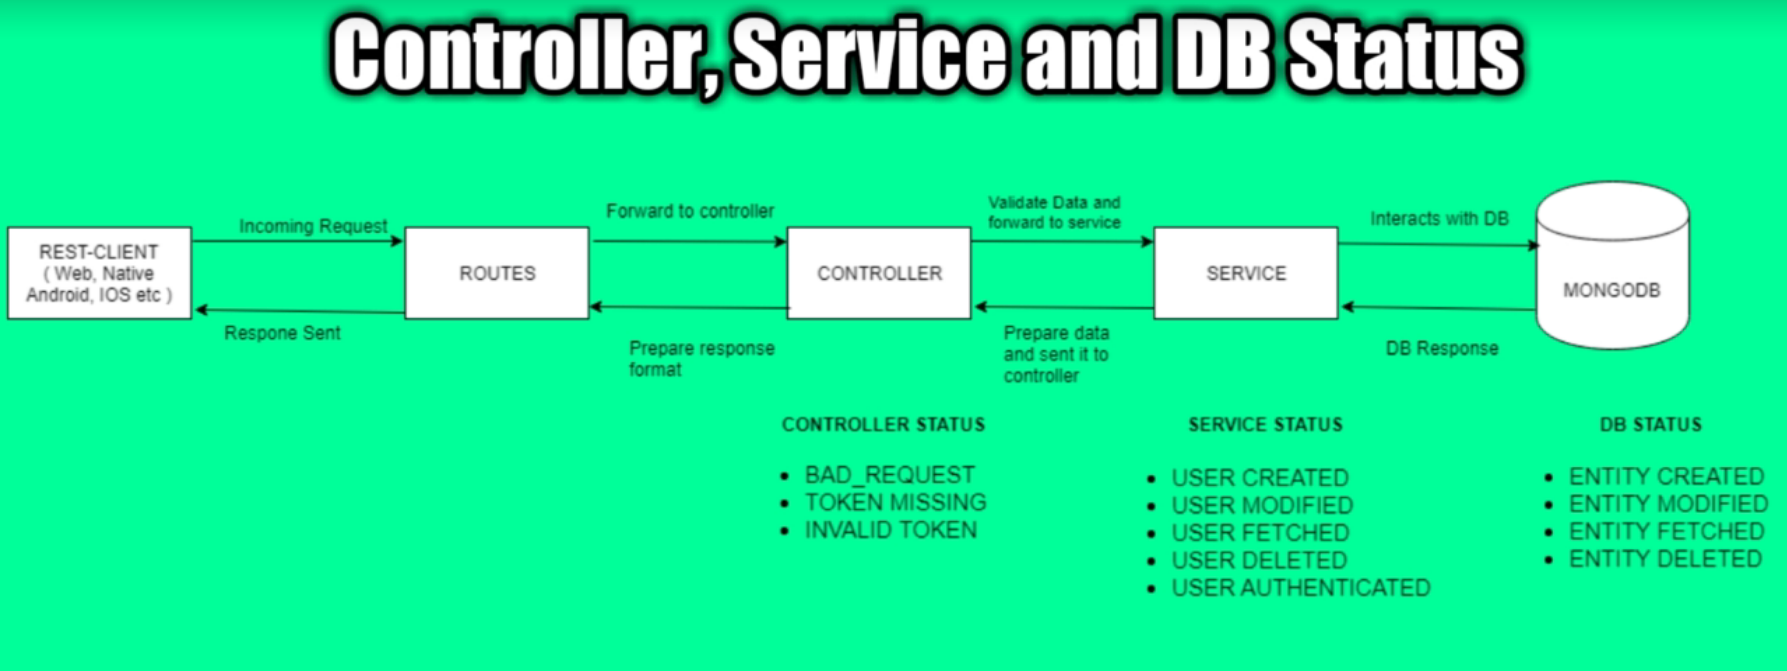 Controller, Service and DB Status
REST-CLIENT
( Web, Native
Android, IOS etc )
Incoming Request
Respone Sent
ROUTES
Forward to controller
Prepare response
format
CONTROLLER
Validate Data and
forward to service
Prepare data
and sent it to
controller
SERVICE
Interacts with DB
DB Response
MONGODB
CONTROLLER STATUS
• BAD_REQUEST
• TOKEN MISSING
• INVALID TOKEN
SERVICE STATUS
• USER CREATED
• USER MODIFIED
• USER FETCHED
• USER DELETED
• USER AUTHENTICATED
DB STATUS
• ENTITY CREATED
• ENTITY MODIFIED
• ENTITY FETCHED
• ENTITY DELETED